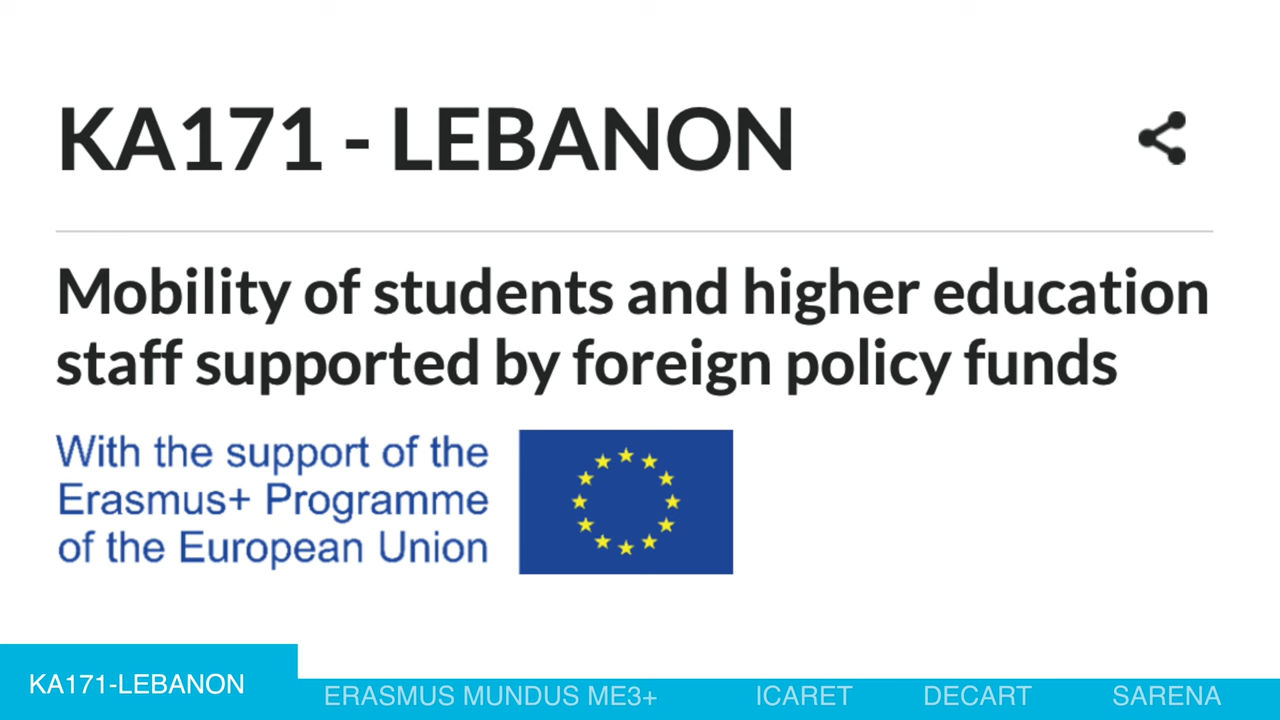 KA171 - LEBANON
Mobility of students and higher education
staff supported by foreign policy funds
With the support of the
Erasmus+ Programme
of the European Union
KA171-LEBANON
ERASMUS MUNDUS ME3+
ICARET
DECART
SARENA